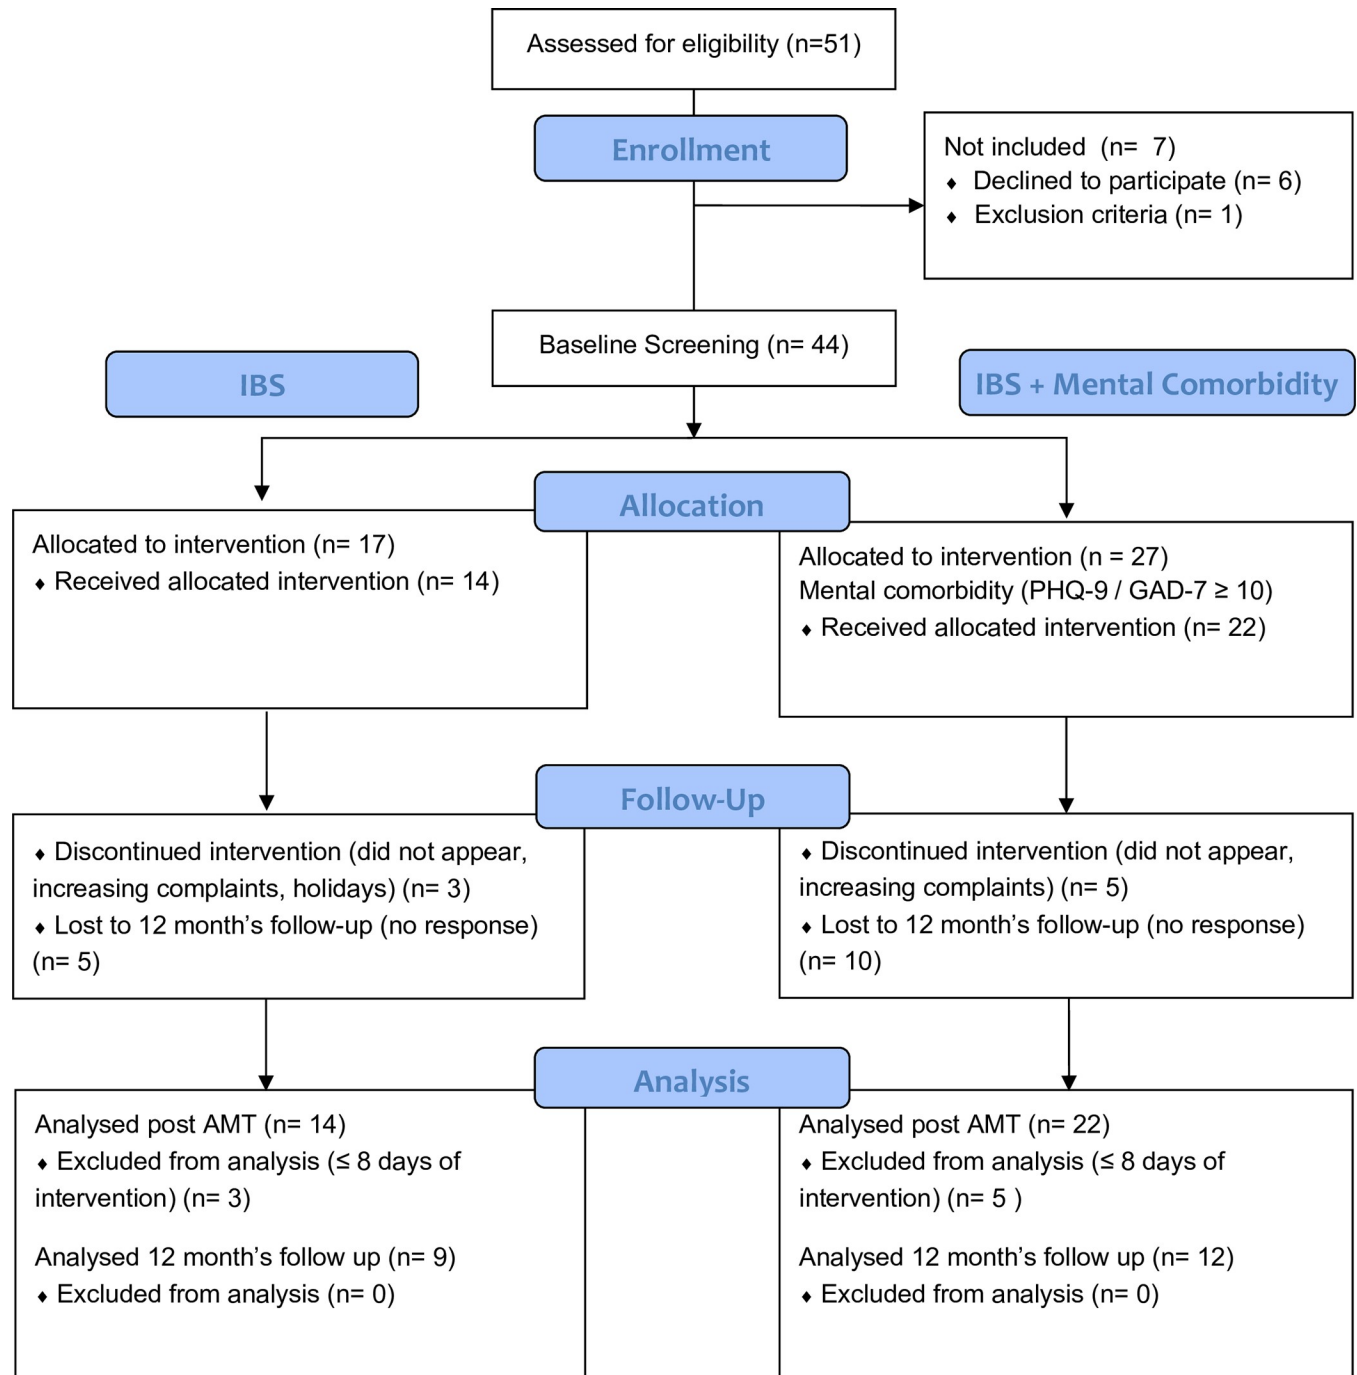 Assessed for eligibility (n=51)
Enrollment
Not included  (n=  7)
♦ Declined to participate (n= 6)
♦ Exclusion criteria (n= 1)
Baseline Screening (n= 44)
IBS
IBS + Mental Comorbidity
Allocation
Allocated to intervention (n= 17)
♦ Received allocated intervention (n= 14)
Allocated to intervention (n = 27)
Mental comorbidity (PHQ-9 / GAD-7 ≥ 10)
♦ Received allocated intervention (n= 22)
Follow-Up
♦ Discontinued intervention (did not appear,
increasing complaints, holidays) (n= 3)
♦ Lost to 12 month’s follow-up (no response)
(n= 5)
♦ Discontinued intervention (did not appear,
increasing complaints) (n= 5)
♦ Lost to 12 month’s follow-up (no response)
(n= 10)
Analysis
Analysed post AMT (n= 14)
♦ Excluded from analysis (≤ 8 days of
intervention) (n= 3)
Analysed 12 month’s follow up (n= 9)
♦ Excluded from analysis (n= 0)
Analysed post AMT (n= 22)
♦ Excluded from analysis (≤ 8 days of
intervention) (n= 5 )
Analysed 12 month’s follow up (n= 12)
♦ Excluded from analysis (n= 0)